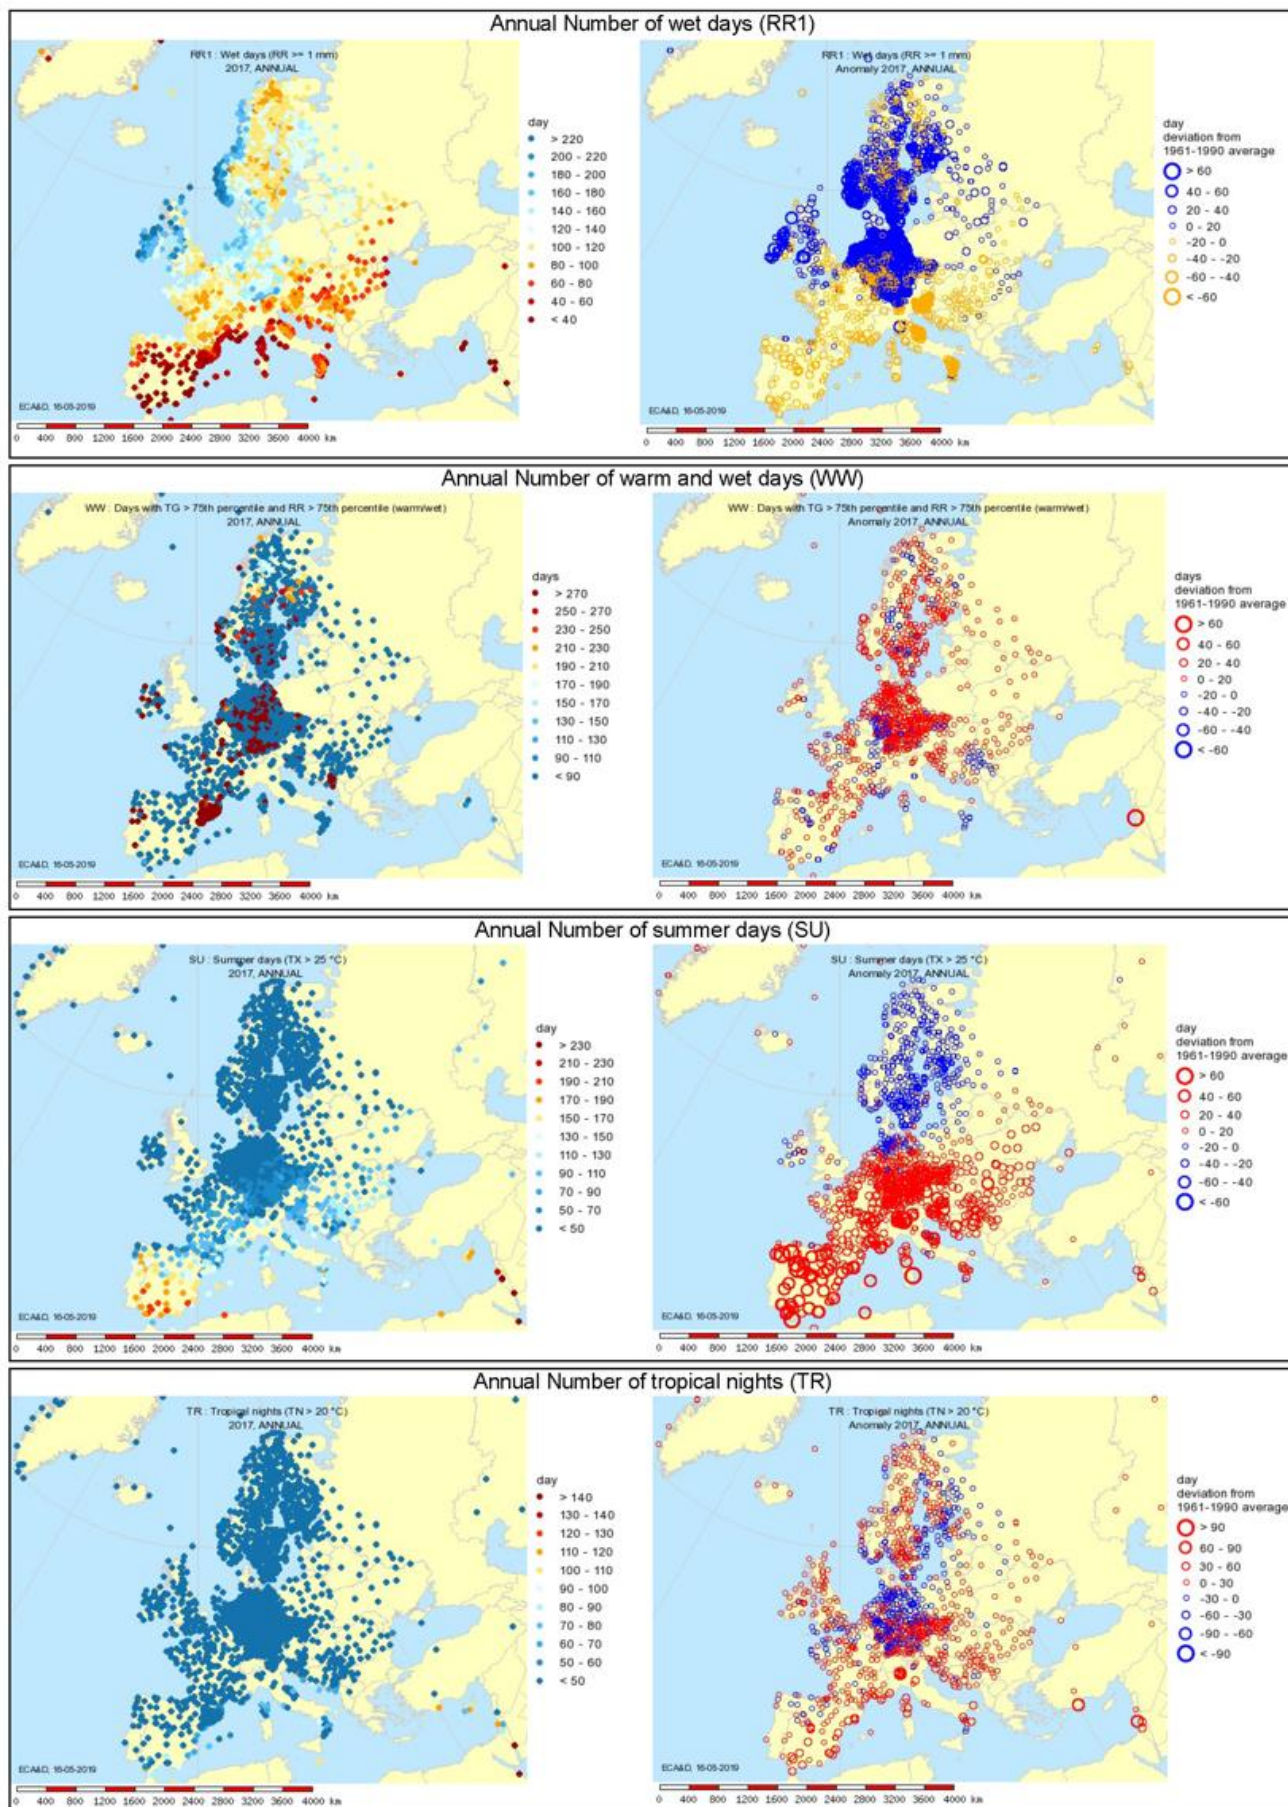 Annual Number of wet days (RR1)
RR1 : Wet days (RR >= 1 mm)
2017, ANNUAL
day
> 220
200 - 220
180 - 200
160 - 180
140 - 160
120 - 140
100 - 120
80 - 100
60 - 80
40 - 60
< 40
ECA&D, 16-05-2019
0 400 800 1200 1600 2000 2400 2800 3200 3600 4000 km
RR1 : Wet days (RR >= 1 mm)
Anomaly 2017, ANNUAL
day
deviation from
1961-1990 average
> 60
40 - 60
20 - 40
0 - 20
-20 - 0
-40 - -20
-60 - -40
< -60
ECA&D, 16-05-2019
0 400 800 1200 1600 2000 2400 2800 3200 3600 4000 km
Annual Number of warm and wet days (WW)
WW : Days with TG > 75th percentile and RR > 75th percentile (warm/wet)
2017, ANNUAL
days
> 270
250 - 270
230 - 250
210 - 230
190 - 210
170 - 190
150 - 170
130 - 150
110 - 130
90 - 110
< 90
ECA&D, 16-05-2019
0 400 800 1200 1600 2000 2400 2800 3200 3600 4000 km
WW : Days with TG > 75th percentile and RR > 75th percentile (warm/wet)
Anomaly 2017, ANNUAL
days
deviation from
1961-1990 average
> 60
40 - 60
20 - 40
0 - 20
-20 - 0
-40 - -20
-60 - -40
< -60
ECA&D, 16-05-2019
0 400 800 1200 1600 2000 2400 2800 3200 3600 4000 km
Annual Number of summer days (SU)
SU : Summer days (TX > 25 °C)
2017, ANNUAL
day
> 230
210 - 230
190 - 210
170 - 190
150 - 170
130 - 150
110 - 130
90 - 110
70 - 90
50 - 70
< 50
ECA&D, 16-05-2019
0 400 800 1200 1600 2000 2400 2800 3200 3600 4000 km
SU : Summer days (TX > 25 °C)
Anomaly 2017, ANNUAL
day
deviation from
1961-1990 average
> 60
40 - 60
20 - 40
0 - 20
-20 - 0
-40 - -20
-60 - -40
< -60
ECA&D, 16-05-2019
0 400 800 1200 1600 2000 2400 2800 3200 3600 4000 km
Annual Number of tropical nights (TR)
TR : Tropical nights (TN > 20 °C)
2017, ANNUAL
day
> 140
130 - 140
120 - 130
110 - 120
100 - 110
90 - 100
80 - 90
70 - 80
60 - 70
50 - 60
< 50
ECA&D, 16-05-2019
0 400 800 1200 1600 2000 2400 2800 3200 3600 4000 km
TR : Tropical nights (TN > 20 °C)
Anomaly 2017, ANNUAL
day
deviation from
1961-1990 average
> 90
60 - 90
30 - 60
0 - 30
-30 - 0
-60 - -30
-90 - -60
< -90
ECA&D, 16-05-2019
0 400 800 1200 1600 2000 2400 2800 3200 3600 4000 km